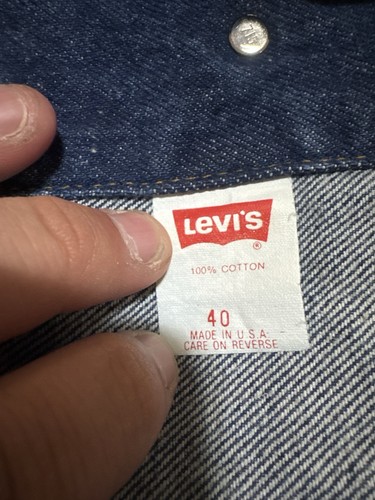 LeVI'S
®
100% COTTON
40
MADE IN U.S.A.
CARE ON REVERSE